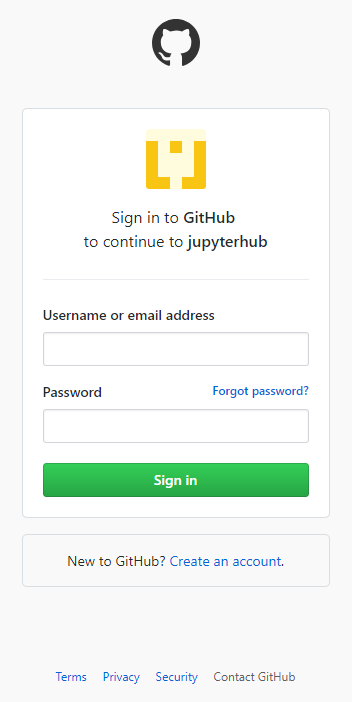 Sign in to GitHub
to continue to jupyterhub
Username or email address
Password Forgot password?
Sign in
New to GitHub? Create an account.
Terms Privacy Security Contact GitHub